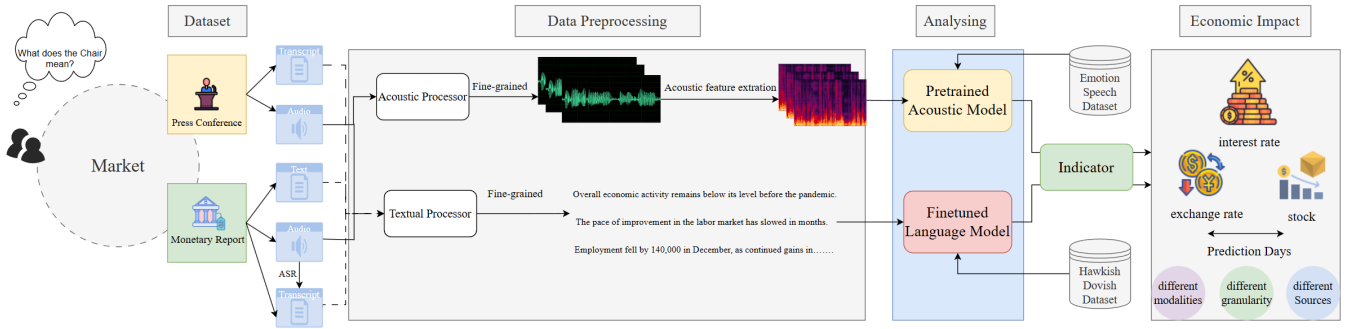 Dataset
Data Preprocessing
Analysing
Economic Impact
What does the Chair
mean?
Market
Press Conference
Monetary Report
Transcript
Audio
Text
Audio
ASR
Transcript
Acoustic Processor
Fine-grained
Acoustic feature extration
Textual Processor
Fine-grained
Overall economic activity remains below its level before the pandemic.
The pace of improvement in the labor market has slowed in months.
Employment fell by 140,000 in December, as continued gains in…….
Pretrained
Acoustic Model
Finetuned
Language Model
Emotion
Speech
Dataset
Indicator
Hawkish
Dovish
Dataset
interest rate
exchange rate
stock
Prediction Days
different
modalities
different
granularity
different
Sources